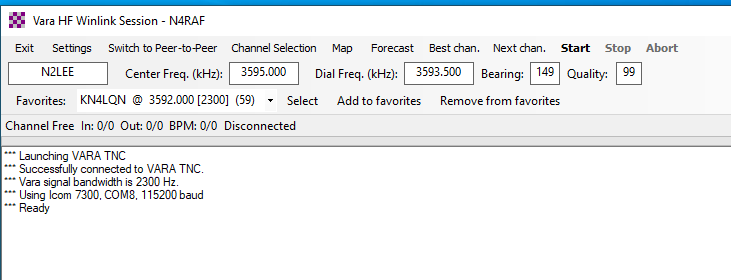 Vara HF Winlink Session - N4RAF
Exit Settings Switch to Peer-to-Peer Channel Selection Map Forecast Best chan. Next chan. Start Stop Abort
N2LEE Center Freq. (kHz): 3595.000 Dial Freq. (kHz): 3593.500 Bearing: 149 Quality: 99
Favorites: KN4LQN @ 3592.000 [2300] (59) Select Add to favorites Remove from favorites
Channel Free In: 0/0 Out: 0/0 BPM: 0/0 Disconnected
*** Launching VARA TNC
*** Successfully connected to VARA TNC.
*** Vara signal bandwidth is 2300 Hz.
*** Using Icom 7300, COM8, 115200 baud
*** Ready